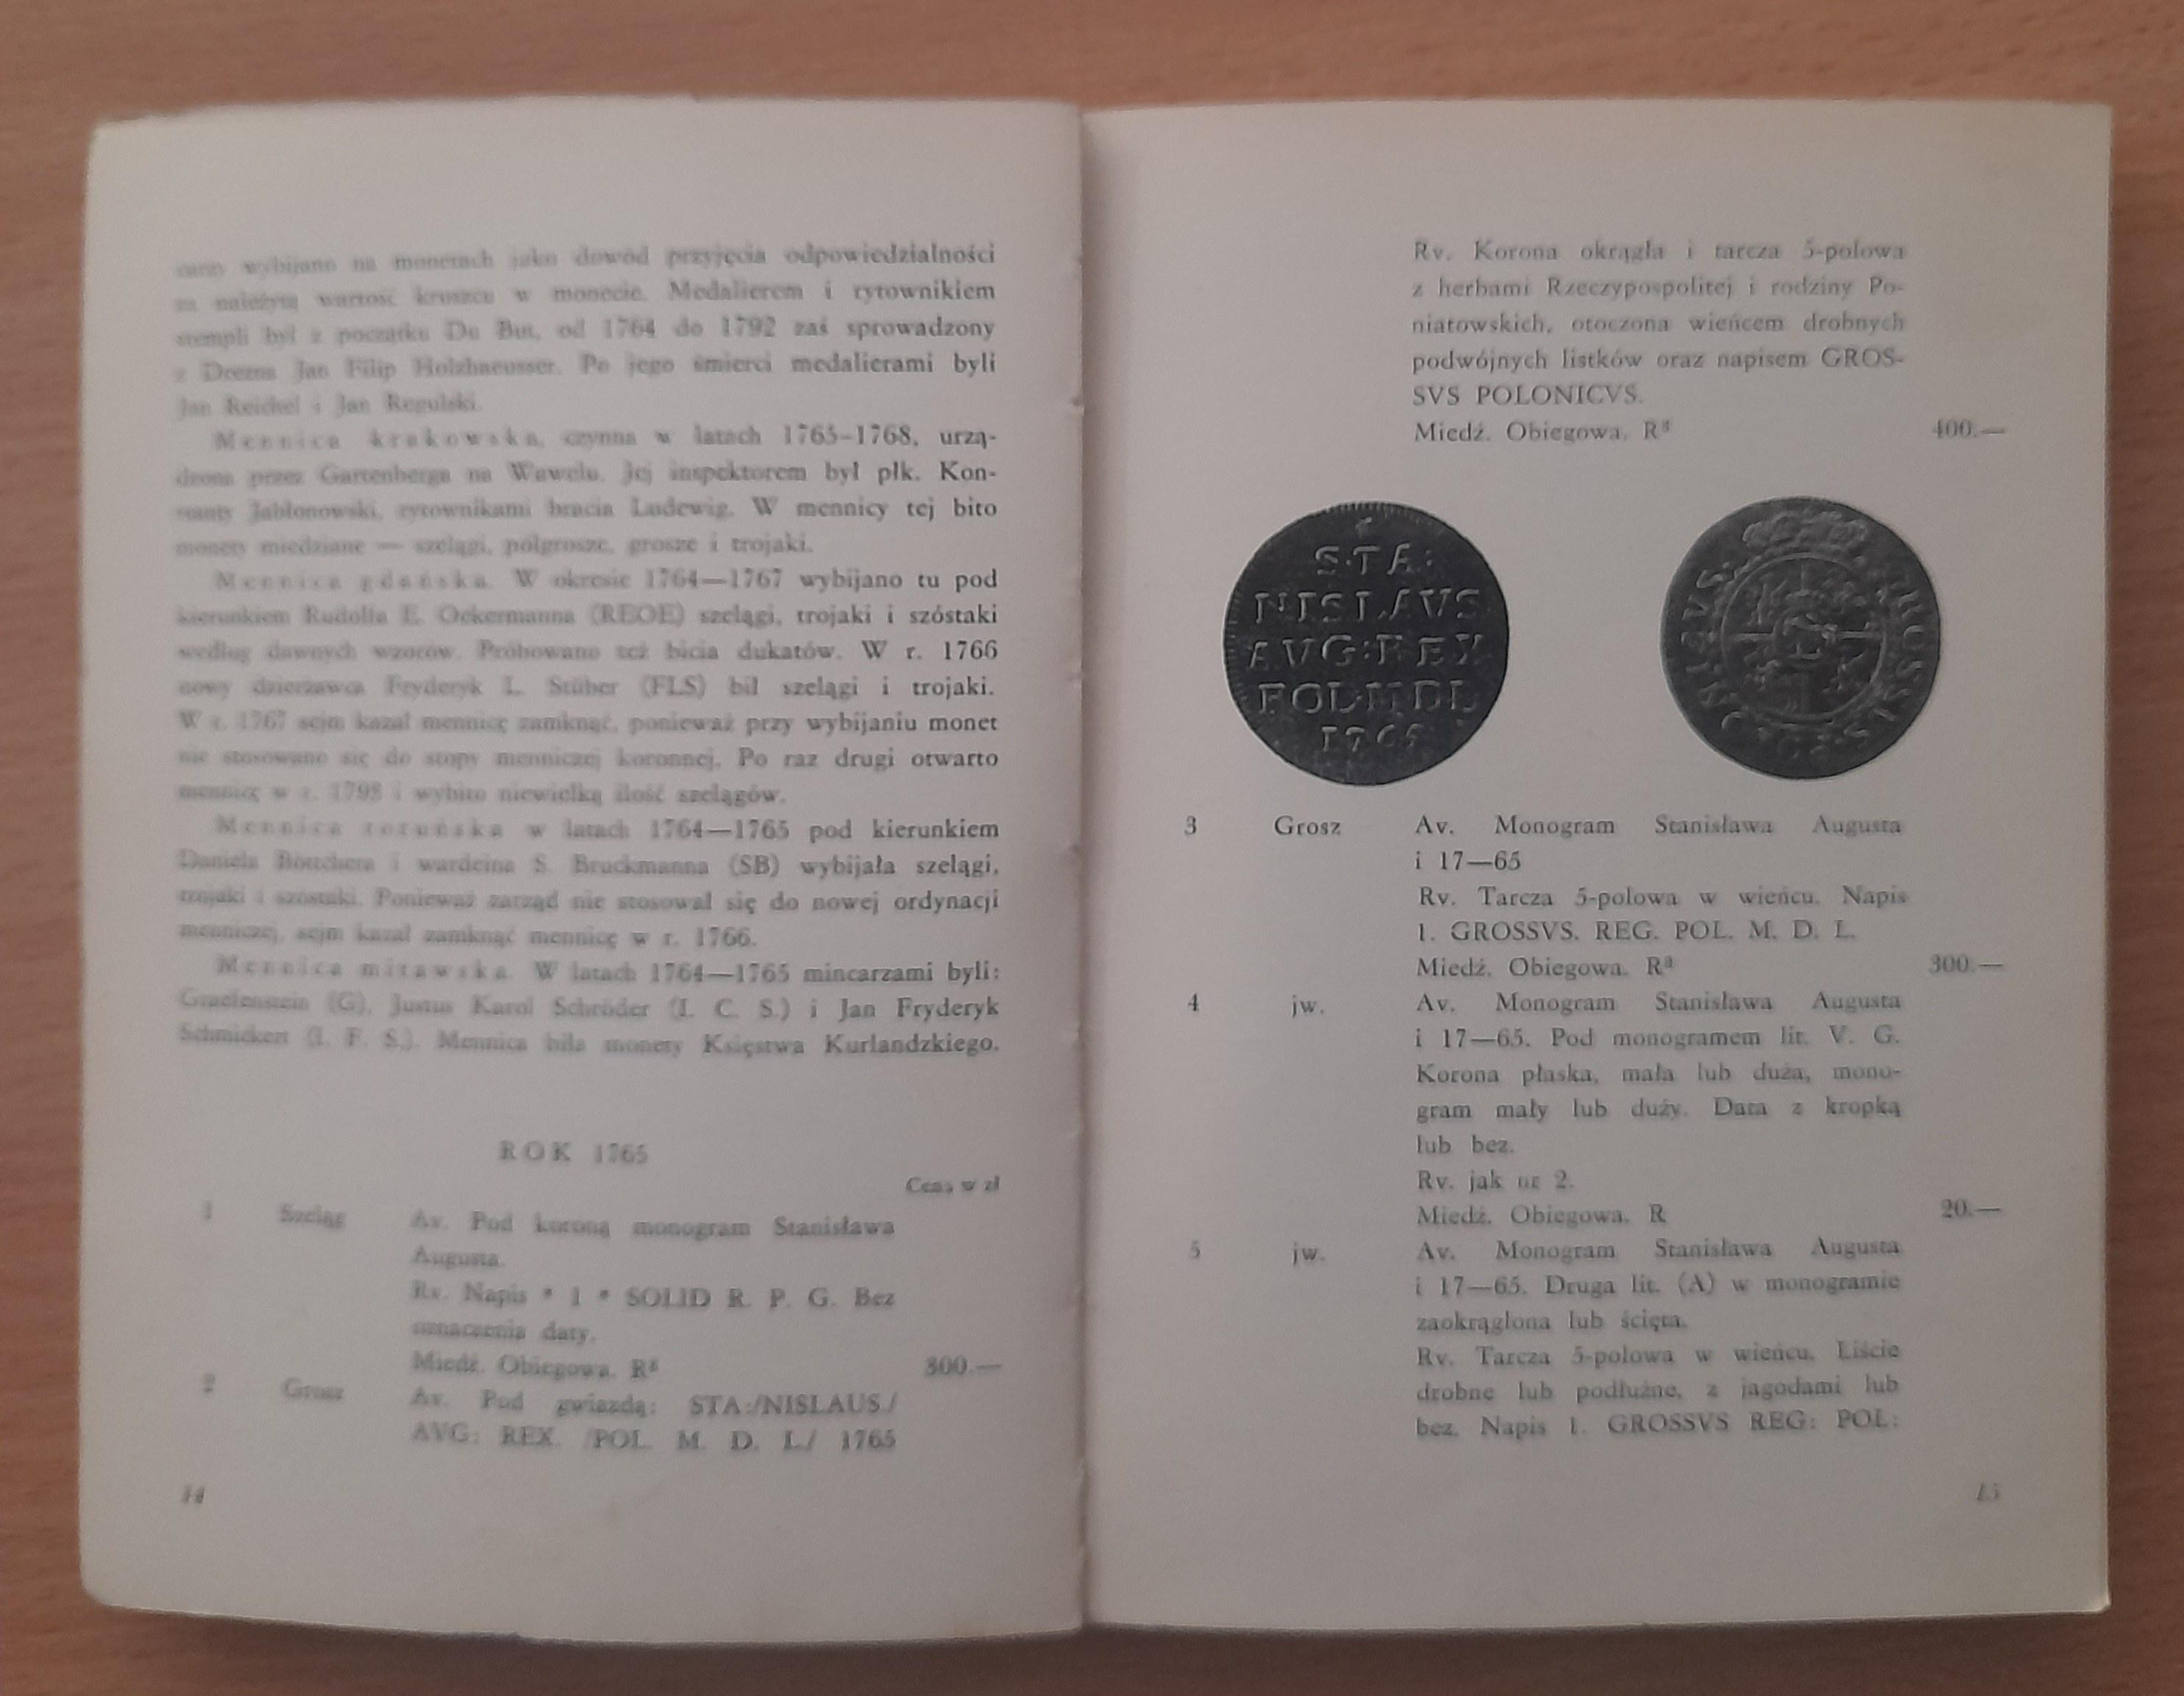 carzy wybijano na monetach jako dowód przyjęcia odpowiedzialności
za należytą wartość kruszcu w monecie. Medalierem i rytownikiem
stempli był z początku Du But, od 1764 do 1792 zaś sprowadzony
z Drezna Jan Filip Holzhaeusser. Po jego śmierci medalierami byli
Jan Reichel i Jan Regulski.
Mennica krakowska, czynna w latach 1765–1768, urzą-
dzona przez Gartenberga na Wawelu. Jej inspektorem był płk. Kon-
stanty Jabłonowski, rytownikami bracia Ludewig. W mennicy tej bito
monety miedziane — szelągi, półgrosze, grosze i trojaki.
Mennica gdańska. W okresie 1764—1767 wybijano tu pod
kierunkiem Rudolfa E. Ockermanna (REOE) szelągi, trojaki i szóstaki
według dawnych wzorów. Próbowano też bicia dukatów. W r. 1766
nowy dzierżawca Fryderyk L. Stüber (FLS) bił szelągi i trojaki.
W r. 1767 sejm kazał mennicę zamknąć, ponieważ przy wybijaniu monet
nie stosowano się do stopy menniczej koronnej. Po raz drugi otwarto
mennicę w r. 1793 i wybito niewielką ilość szelągów.
Mennica toruńska w latach 1764—1765 pod kierunkiem
Daniela Böttchera i wardeina S. Bruckmanna (SB) wybijała szelągi,
trojaki i szóstaki. Ponieważ zarząd nie stosował się do nowej ordynacji
menniczej, sejm kazał zamknąć mennicę w r. 1766.
Mennica mitawska. W latach 1764—1765 mincarzami byli:
Graefenstein (G), Justus Karol Schröder (I. C. S.) i Jan Fryderyk
Schmickert (I. F. S.). Mennica biła monety Księstwa Kurlandzkiego.
ROK 1765
Cena w zł
1 Szeląg Av. Pod koroną monogram Stanisława
Augusta.
Rv. Napis * 1 * SOLID R. P. G. Bez
oznaczenia daty.
Miedź. Obiegowa. R⁸ 300.—
2 Grosz Av. Pod gwiazdą: STA:/NISLAUS./
AVG: REX. /POL. M. D. L/ 1765
14
Rv. Korona okrągła i tarcza 5-polowa
z herbami Rzeczypospolitej i rodziny Po-
niatowskich, otoczona wieńcem drobnych
podwójnych listków oraz napisem GROS-
SVS POLONICVS.
Miedź. Obiegowa. R⁸ 400.—
STA:
NISLAVS
AVG:REX
POL:MDL
1765
3 Grosz Av. Monogram Stanisława Augusta
i 17—65
Rv. Tarcza 5-polowa w wieńcu. Napis
1. GROSSVS. REG. POL. M. D. L.
Miedź. Obiegowa. R⁸ 300.—
4 jw. Av. Monogram Stanisława Augusta
i 17—65. Pod monogramem lit. V. G.
Korona płaska, mała lub duża, mono-
gram mały lub duży. Data z kropką
lub bez.
Rv. jak nr 2.
Miedź. Obiegowa. R 20.—
5 jw. Av. Monogram Stanisława Augusta
i 17—65. Druga lit. (A) w monogramie
zaokrąglona lub ścięta.
Rv. Tarcza 5-polowa w wieńcu. Liście
drobne lub podłużne, z jagodami lub
bez. Napis 1. GROSSVS REG: POL:
15